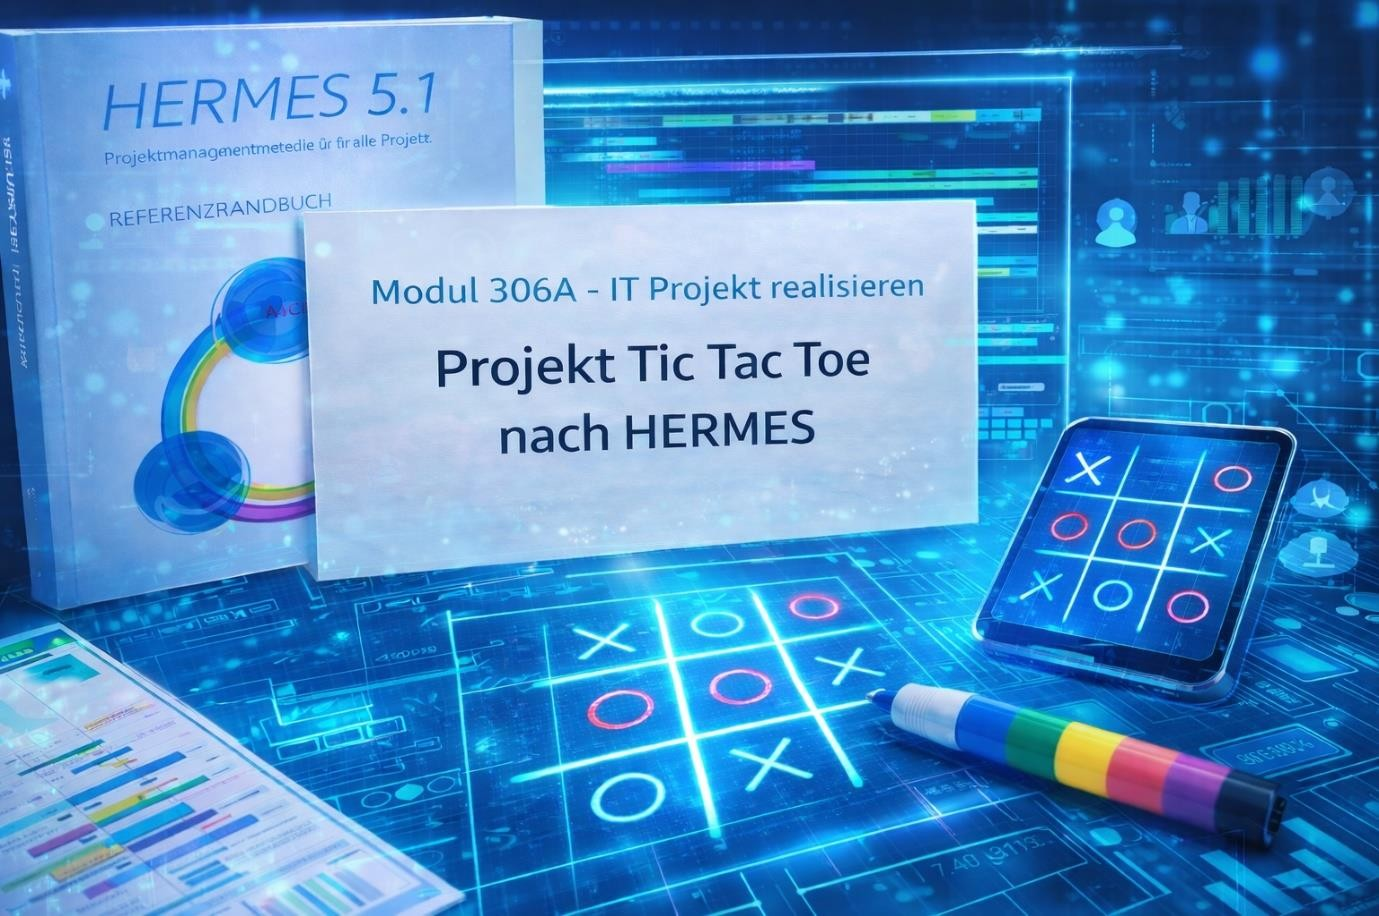 HERMES 5.1
Projektmanagementmetedie ür fir alle Projett.
REFERENZRANDBUCH
Modul 306A - IT Projekt realisieren
Projekt Tic Tac Toe
nach HERMES